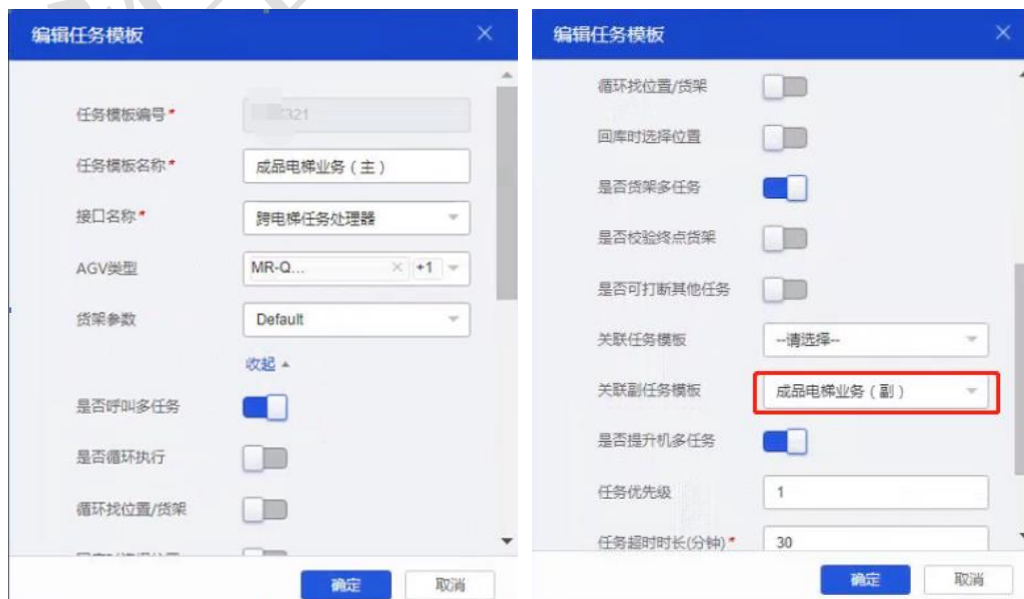 编辑任务模板
任务模板编号*
321
任务模板名称* 成品电梯业务（主）
接口名称* 跨电梯任务处理器
AGV类型 MR-Q... × +1
货架参数 Default
收起
是否呼叫多任务
是否循环执行
循环找位置/货架
确定 取消
编辑任务模板
循环找位置/货架
回库时选择位置
是否货架多任务
是否校验终点货架
是否可打断其他任务
关联任务模板 --请选择--
关联副任务模板 成品电梯业务（副）
是否提升机多任务
任务优先级 1
任务超时时长(分钟)* 30
确定 取消